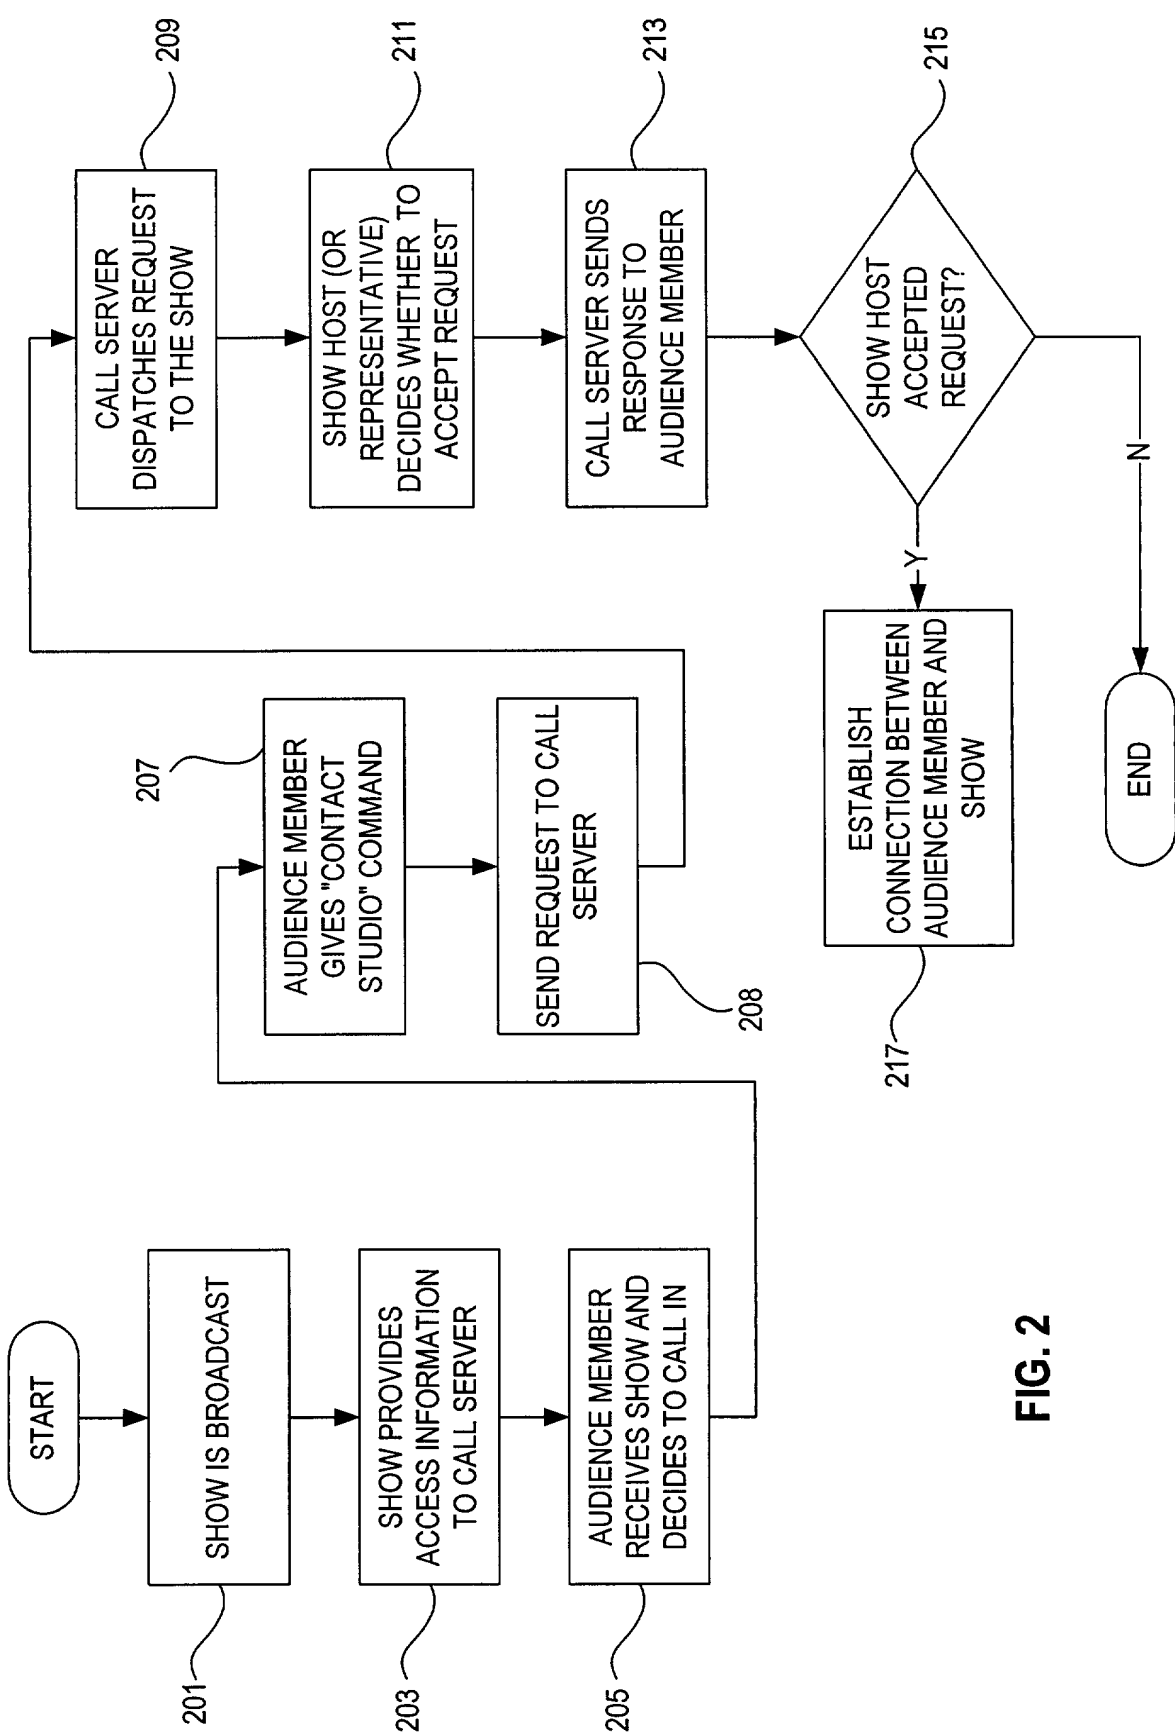 START
SHOW IS BROADCAST
201
SHOW PROVIDES
ACCESS INFORMATION
TO CALL SERVER
203
AUDIENCE MEMBER
RECEIVES SHOW AND
DECIDES TO CALL IN
205
207
AUDIENCE MEMBER
GIVES "CONTACT
STUDIO" COMMAND
SEND REQUEST TO CALL
SERVER
208
CALL SERVER
DISPATCHES REQUEST
TO THE SHOW
209
SHOW HOST (OR
REPRESENTATIVE)
DECIDES WHETHER TO
ACCEPT REQUEST
211
CALL SERVER SENDS
RESPONSE TO
AUDIENCE MEMBER
213
SHOW HOST
ACCEPTED
REQUEST?
215
Y
N
ESTABLISH
CONNECTION BETWEEN
AUDIENCE MEMBER AND
SHOW
217
END
FIG. 2